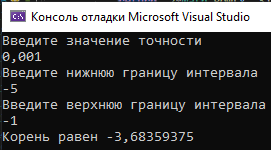 Консоль отладки Microsoft Visual Studio
Введите значение точности
0,001
Введите нижнюю границу интервала
-5
Введите верхнюю границу интервала
-1
Корень равен -3,68359375